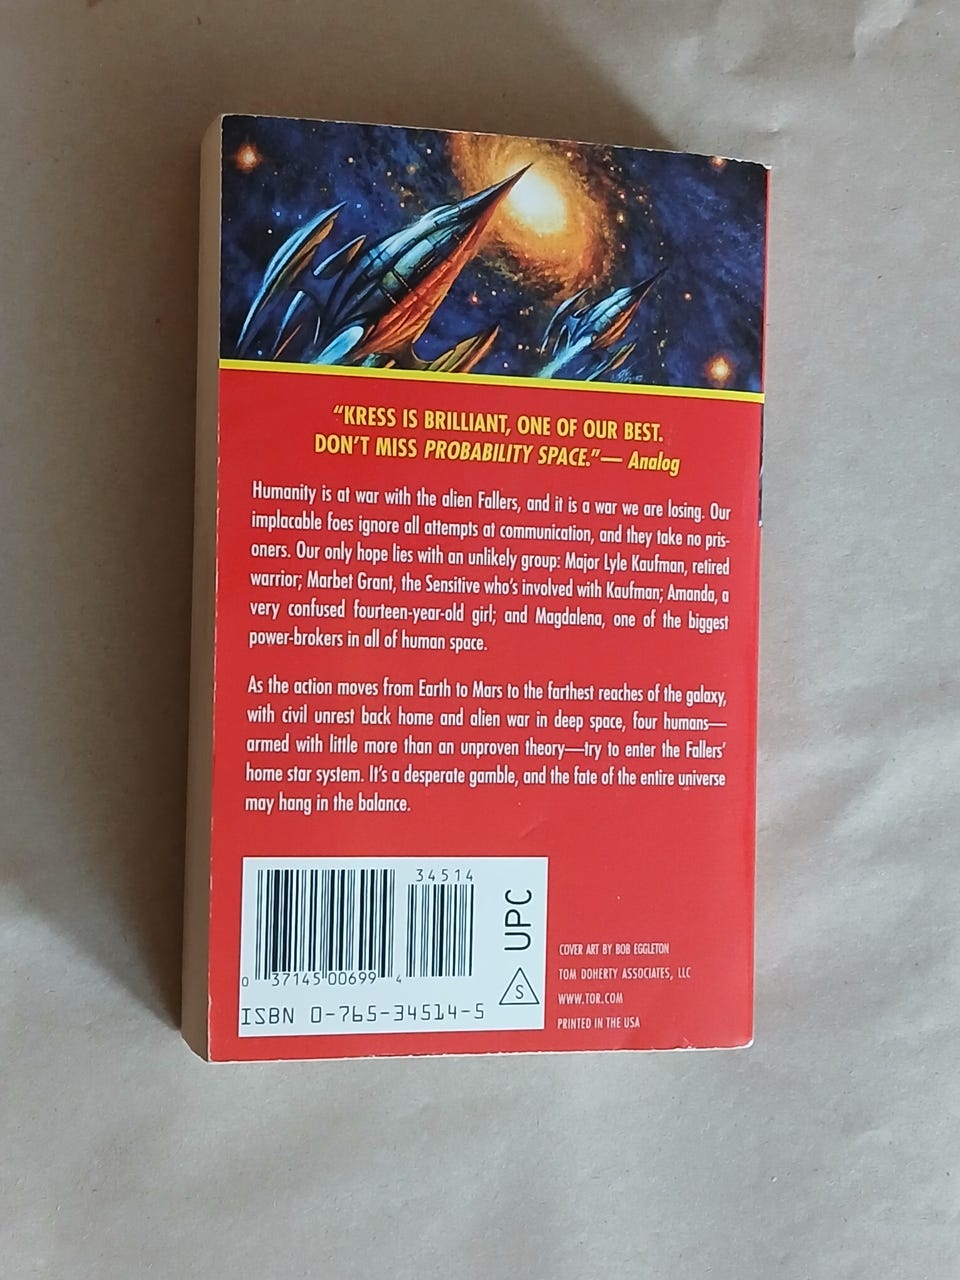 “KRESS IS BRILLIANT, ONE OF OUR BEST.
DON’T MISS PROBABILITY SPACE.”— Analog
Humanity is at war with the alien Fallers, and it is a war we are losing. Our
implacable foes ignore all attempts at communication, and they take no pris-
oners. Our only hope lies with an unlikely group: Major Lyle Kaufman, retired
warrior; Marbet Grant, the Sensitive who’s involved with Kaufman; Amanda, a
very confused fourteen-year-old girl; and Magdalena, one of the biggest
power-brokers in all of human space.
As the action moves from Earth to Mars to the farthest reaches of the galaxy,
with civil unrest back home and alien war in deep space, four humans—
armed with little more than an unproven theory—try to enter the Fallers’
home star system. It’s a desperate gamble, and the fate of the entire universe
may hang in the balance.
34514
0 37145 00699 4
ISBN 0-765-34514-5
UPC
S
COVER ART BY BOB EGGLETON
TOM DOHERTY ASSOCIATES, LLC
WWW.TOR.COM
PRINTED IN THE USA